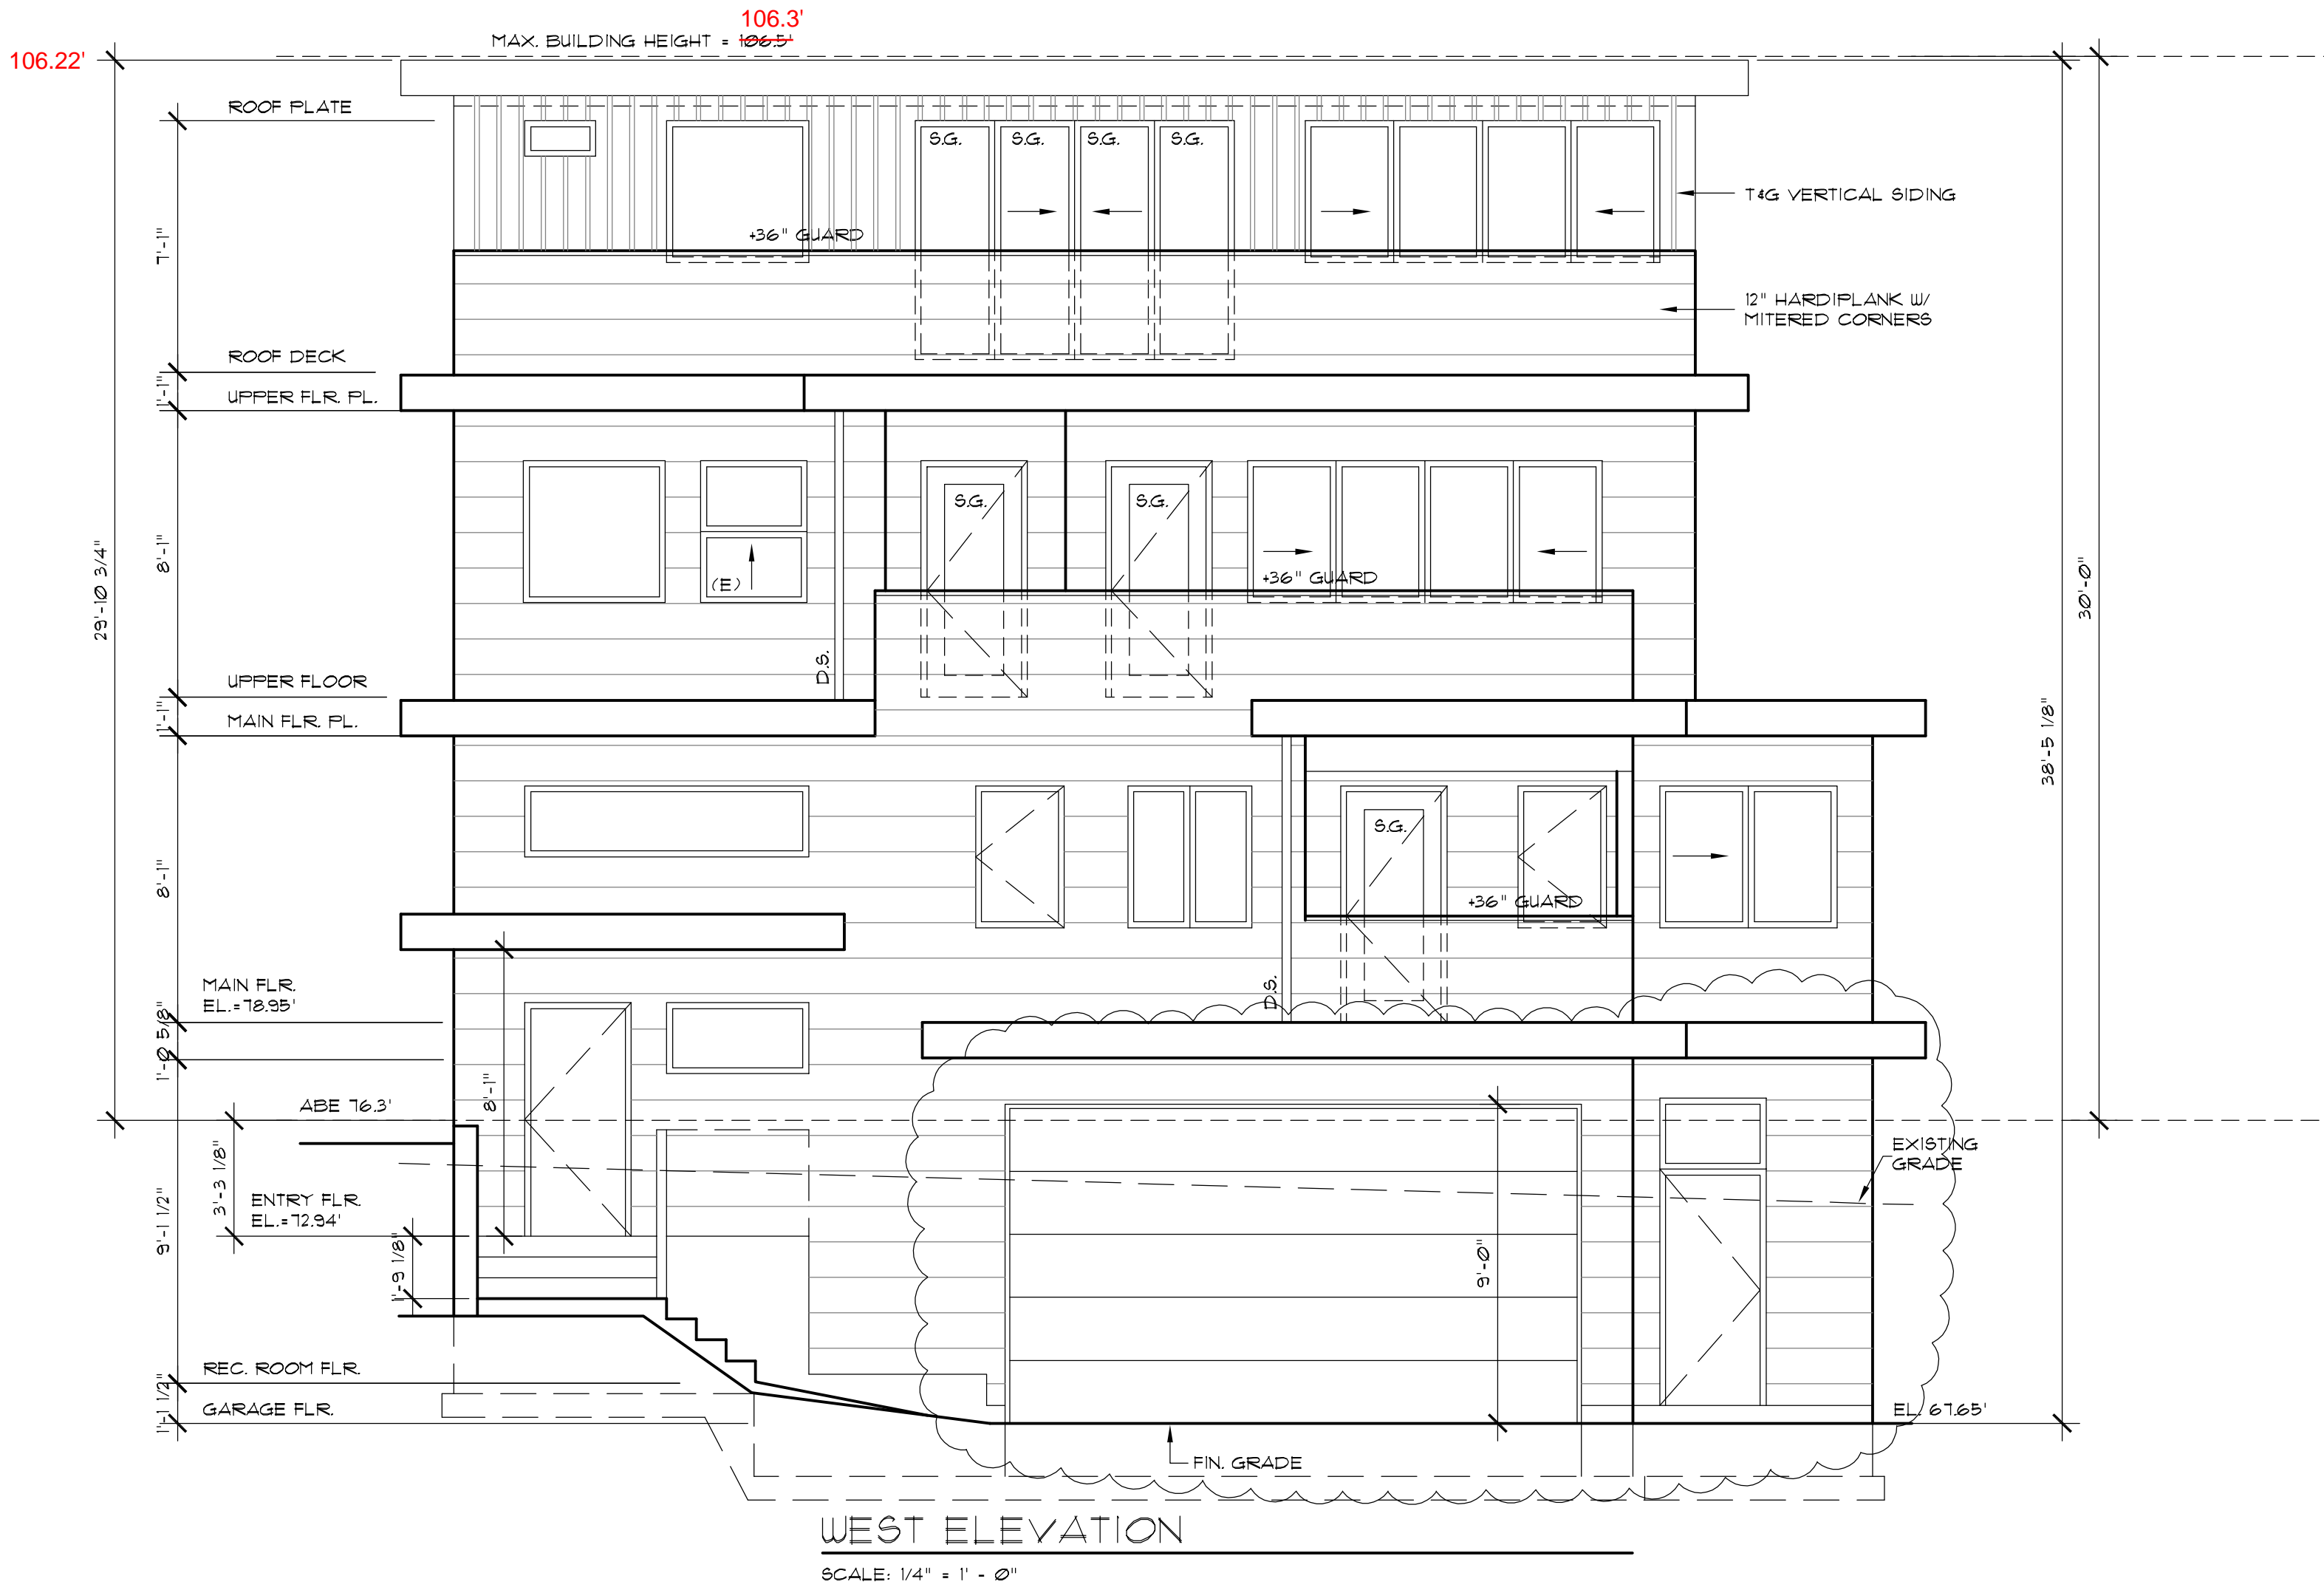 106.3'
MAX. BUILDING HEIGHT = 106.5'
106.22'
ROOF PLATE
S.G. S.G. S.G. S.G.
T&G VERTICAL SIDING
+36" GUARD
7'-1"
12" HARDIPLANK W/
MITERED CORNERS
ROOF DECK
1'-1"
UPPER FLR. PL.
S.G. S.G.
29'-10 3/4"
8'-1"
(E)
+36" GUARD
30'-0"
D.S.
UPPER FLOOR
1'-1"
MAIN FLR. PL.
38'-5 1/8"
S.G.
8'-1"
+36" GUARD
D.S.
MAIN FLR.
EL.=78.95'
1'-0 5/8"
8'-1"
ABE 76.3'
EXISTING
GRADE
3'-3 1/8"
9'-1 1/2"
ENTRY FLR.
EL.=72.94'
1'-9 1/8"
9'-0"
REC. ROOM FLR.
1'-1 1/2"
GARAGE FLR.
EL. 67.65'
FIN. GRADE
WEST ELEVATION
SCALE: 1/4" = 1' - 0"